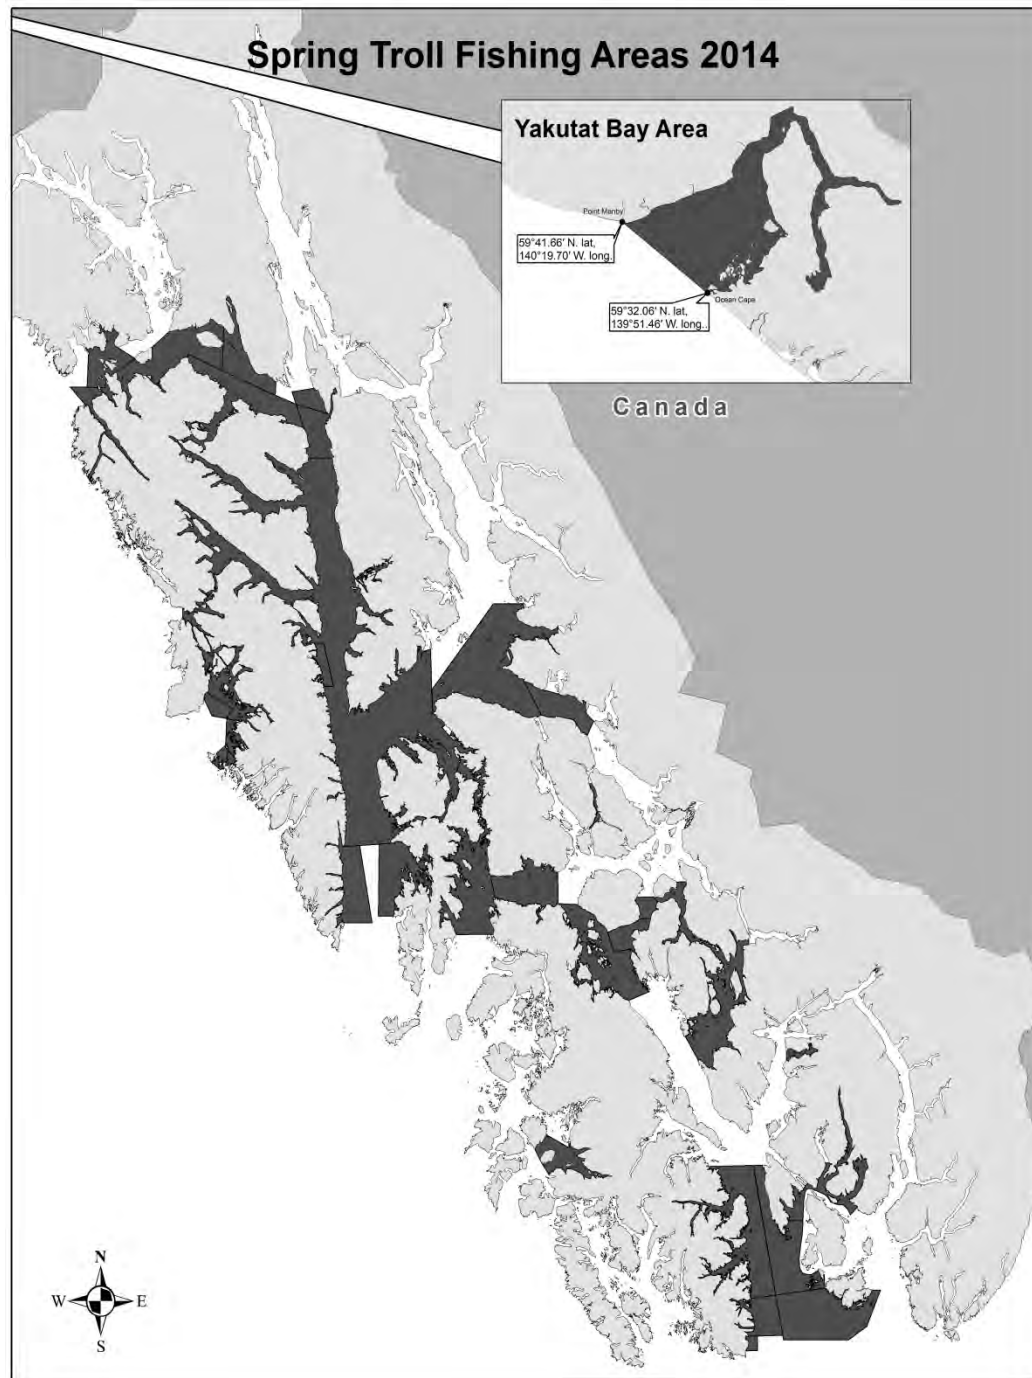 Spring Troll Fishing Areas 2014
Yakutat Bay Area
Point Manby
59°41.66' N. lat,
140°19.70' W. long.
Ocean Cape
59°32.06' N. lat,
139°51.46' W. long..
Canada
N
W
E
S